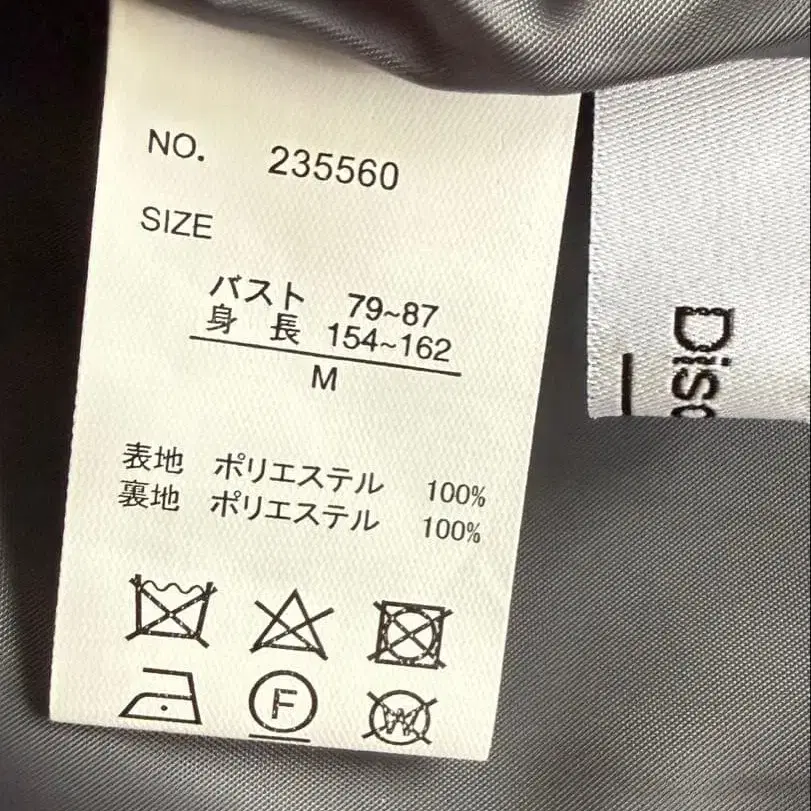 NO. 235560
SIZE
バスト 79~87
身 長 154~162
M
表地 ポリエステル 100%
裏地 ポリエステル 100%
F
W